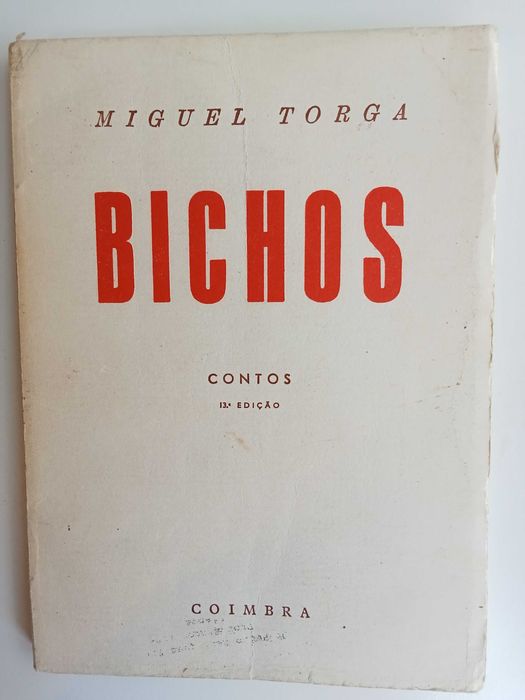 MIGUEL TORGA
BICHOS
CONTOS
13.ª EDIÇÃO
COIMBRA